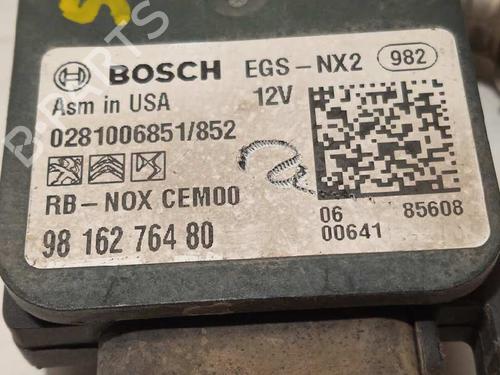 BOSCH EGS-NX2 982
Asm in USA 12V
0281006851/852
RB-NOX CEM00
06 85608
00641
98 162 764 80
B-PARTS
S